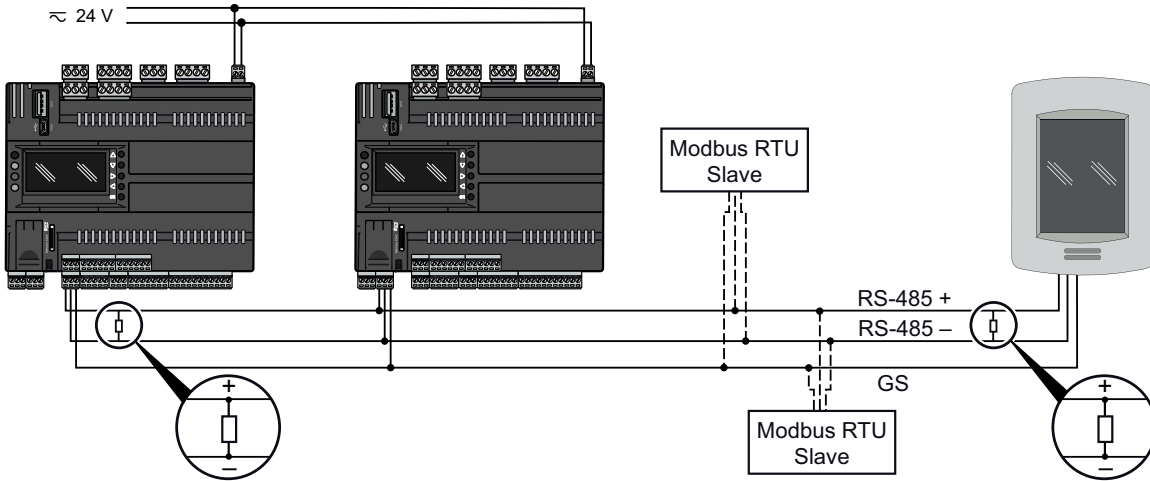 ⎓ 24 V
Modbus RTU
Slave
RS-485 +
RS-485 –
GS
+
–
+
–
Modbus RTU
Slave